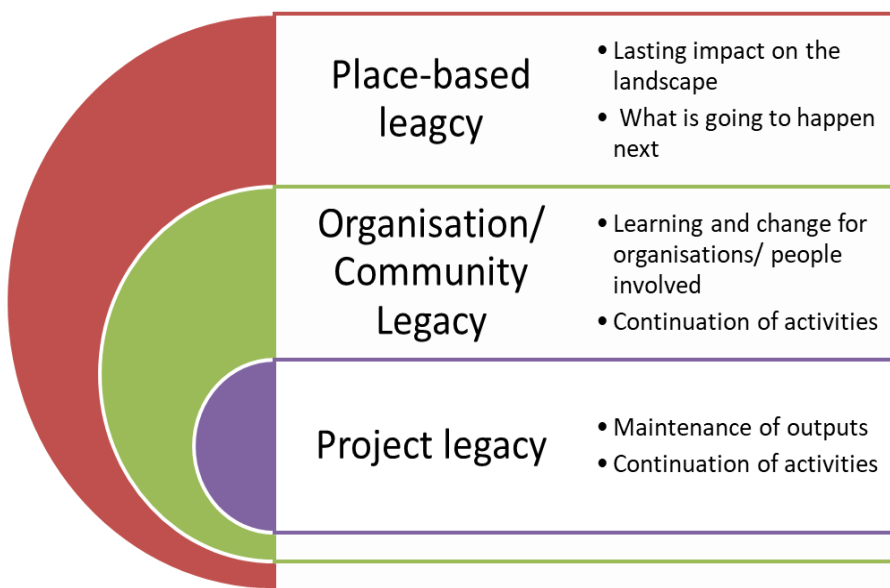 Place-based
leagcy
• Lasting impact on the
landscape
• What is going to happen
next
Organisation/
Community
Legacy
• Learning and change for
organisations/ people
involved
• Continuation of activities
Project legacy
• Maintenance of outputs
• Continuation of activities